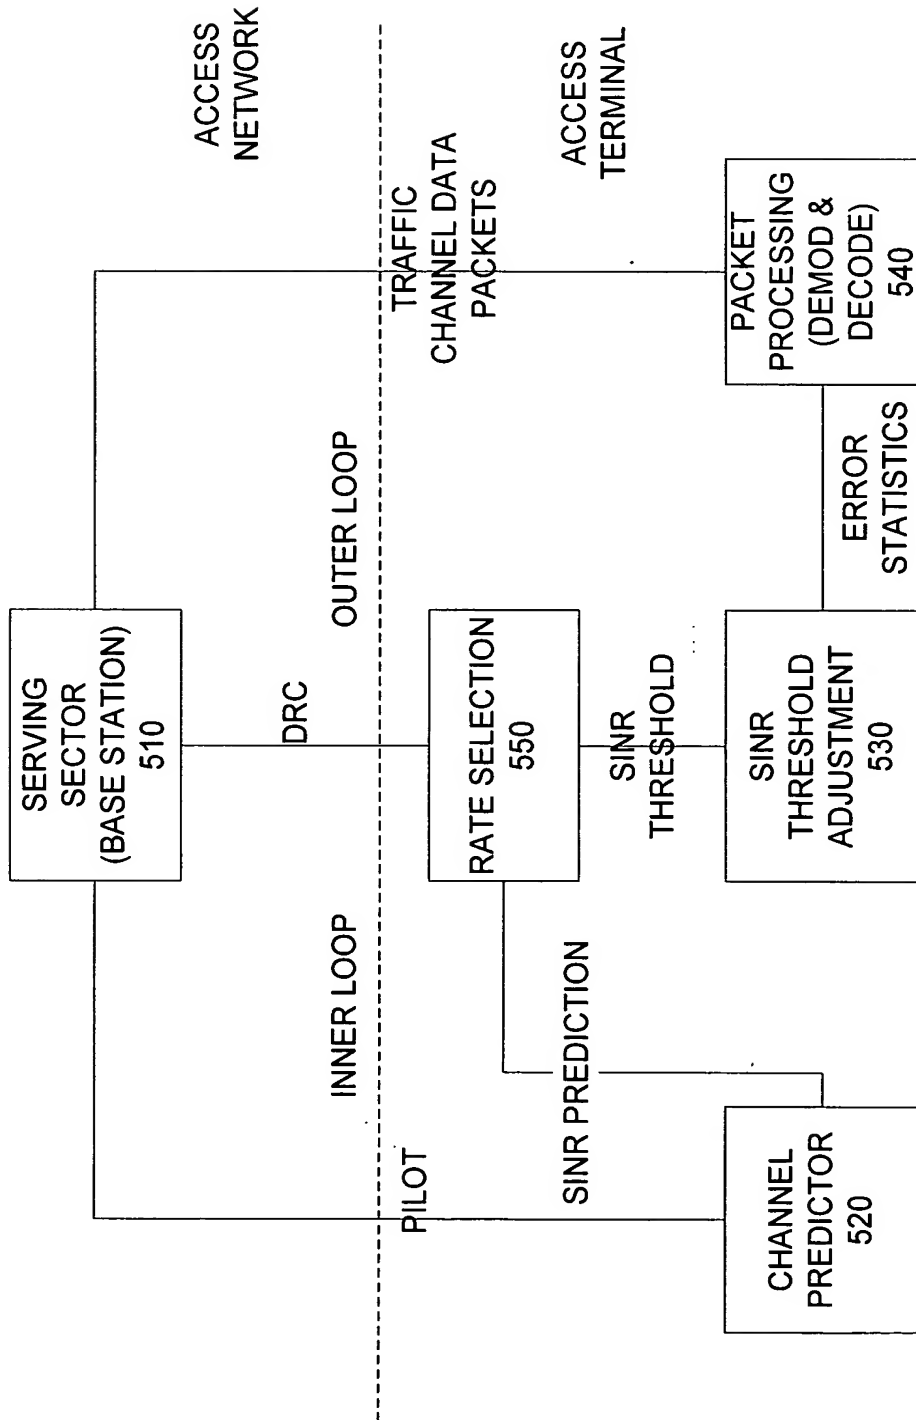 SERVING
SECTOR
(BASE STATION)
510
ACCESS
NETWORK
DRC
INNER LOOP
OUTER LOOP
PILOT
TRAFFIC
CHANNEL DATA
PACKETS
ACCESS
TERMINAL
RATE SELECTION
550
SINR PREDICTION
SINR
THRESHOLD
CHANNEL
PREDICTOR
520
SINR
THRESHOLD
ADJUSTMENT
530
ERROR
STATISTICS
PACKET
PROCESSING
(DEMOD &
DECODE)
540